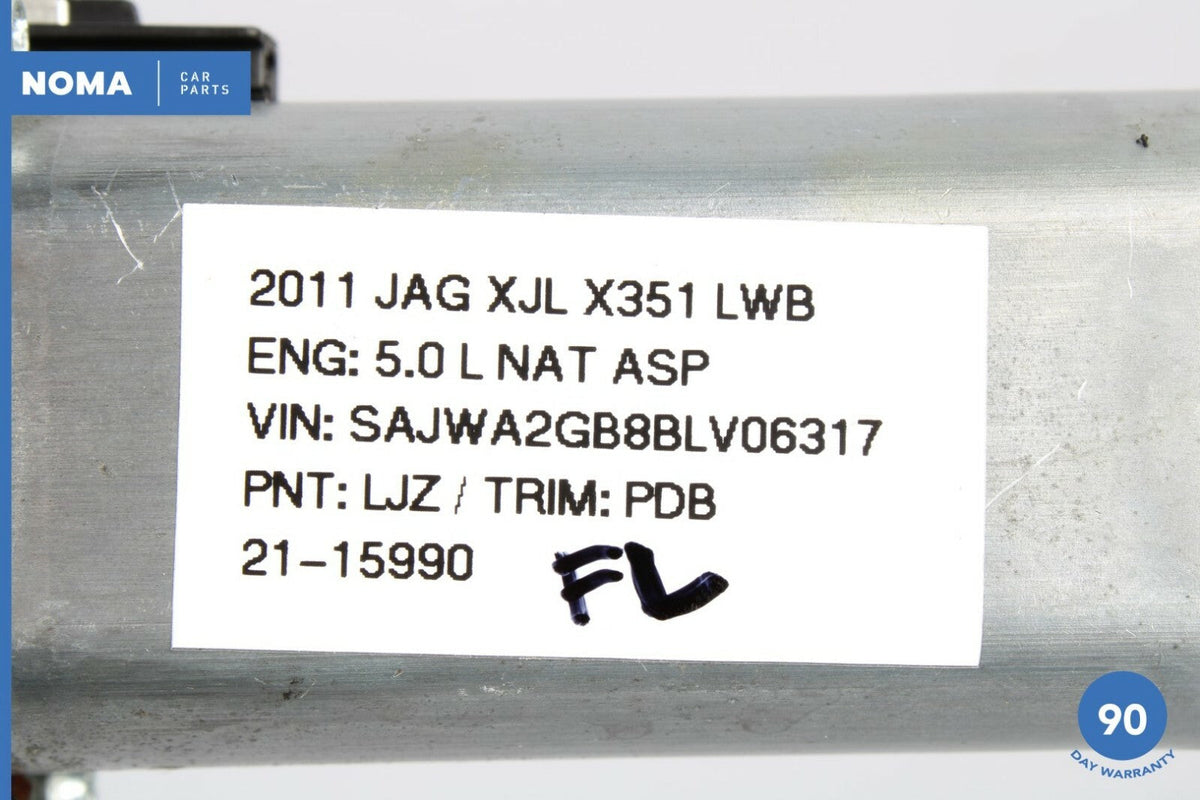 NOMA
CAR
PARTS
2011 JAG XJL X351 LWB
ENG: 5.0 L NAT ASP
VIN: SAJWA2GB8BLV06317
PNT: LJZ / TRIM: PDB
21-15990 FL
90
DAY WARRANTY